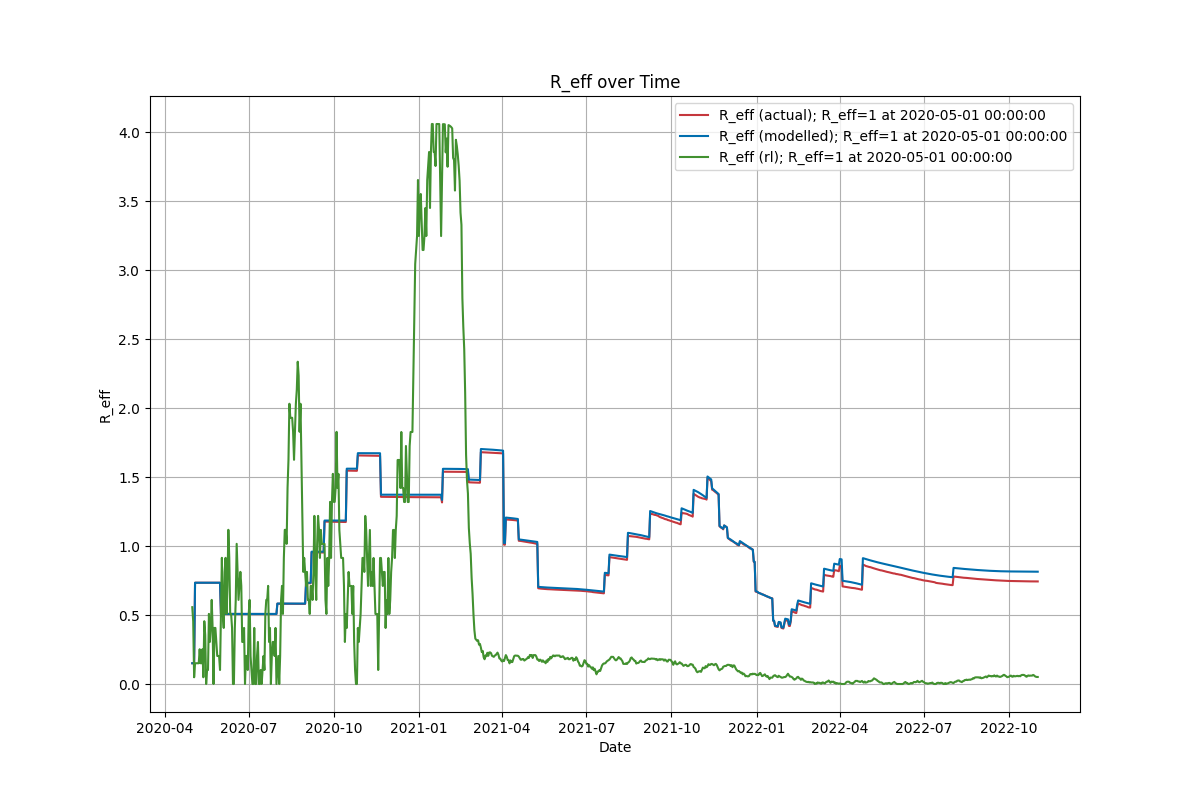 R_eff over Time
R_eff (actual); R_eff=1 at 2020-05-01 00:00:00
R_eff (modelled); R_eff=1 at 2020-05-01 00:00:00
R_eff (rl); R_eff=1 at 2020-05-01 00:00:00
R_eff
4.0
3.5
3.0
2.5
2.0
1.5
1.0
0.5
0.0
2020-04 2020-07 2020-10 2021-01 2021-04 2021-07 2021-10 2022-01 2022-04 2022-07 2022-10
Date